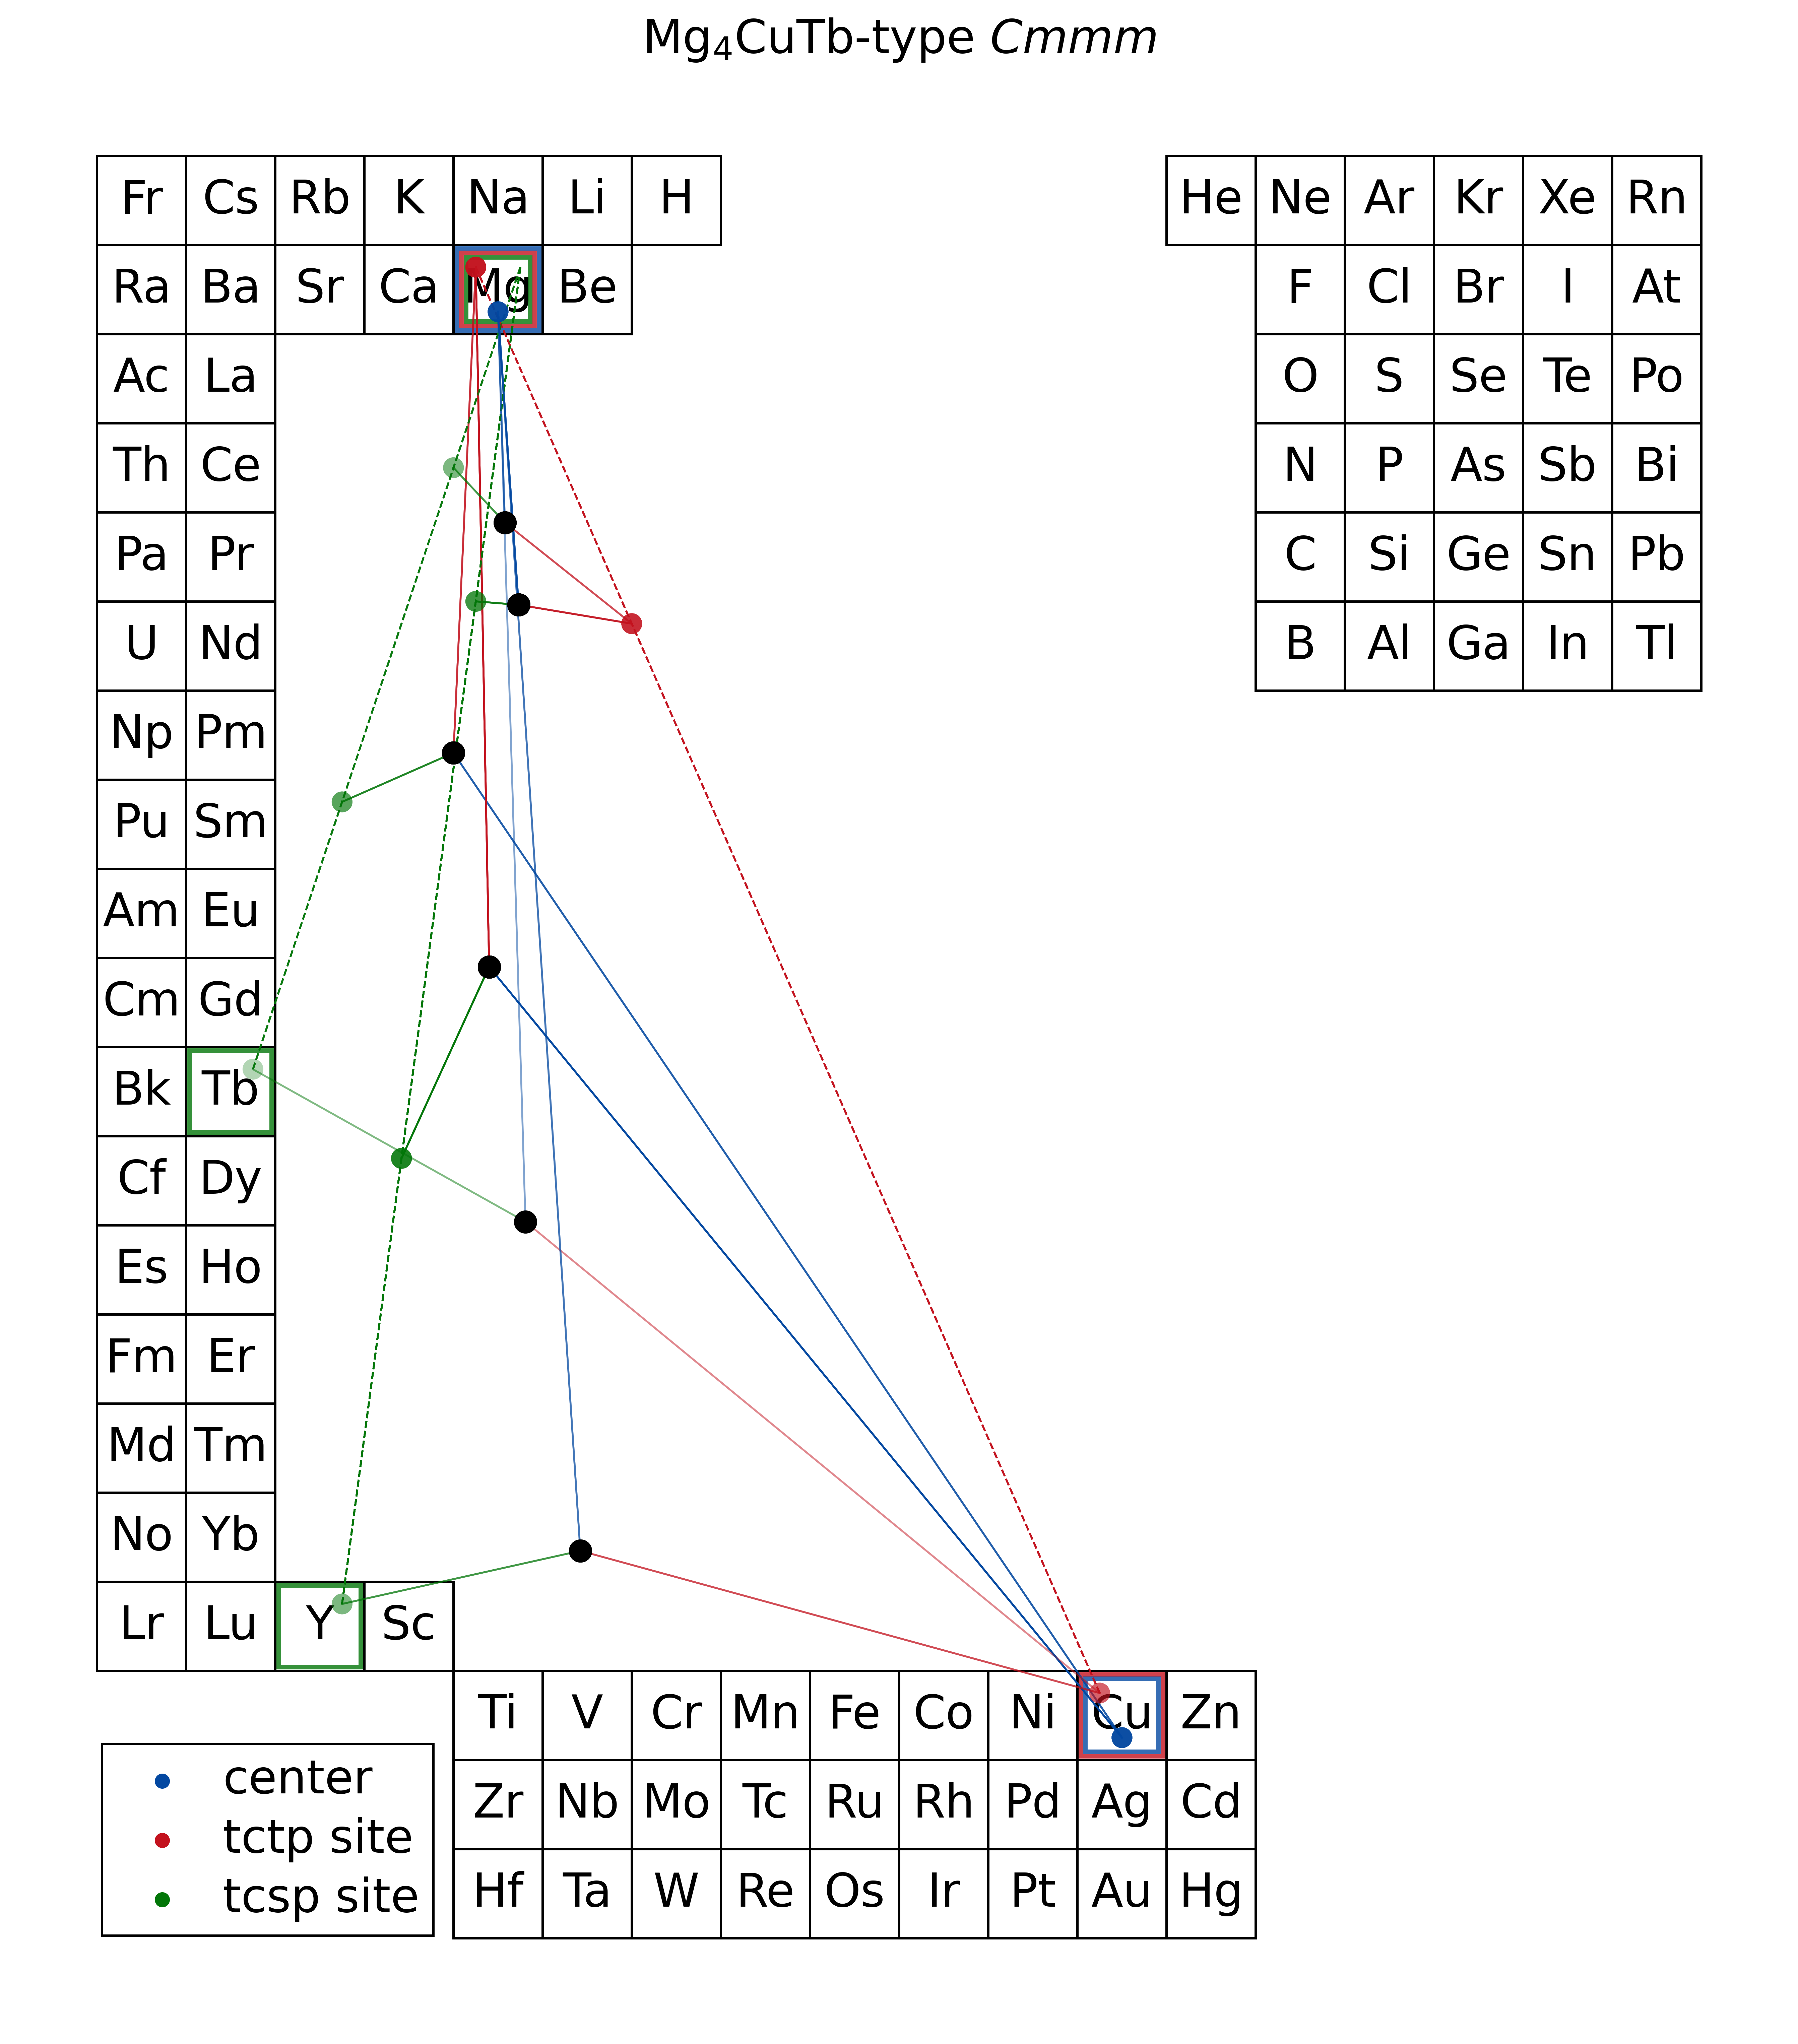 Mg₄CuTb-type Cmmm
Fr Cs Rb K Na Li H He Ne Ar Kr Xe Rn
Ra Ba Sr Ca Mg Be F Cl Br I At
Ac La O S Se Te Po
Th Ce N P As Sb Bi
Pa Pr C Si Ge Sn Pb
U Nd B Al Ga In Tl
Np Pm
Pu Sm
Am Eu
Cm Gd
Bk Tb
Cf Dy
Es Ho
Fm Er
Md Tm
No Yb
Lr Lu Y Sc
Ti V Cr Mn Fe Co Ni Cu Zn
Zr Nb Mo Tc Ru Rh Pd Ag Cd
Hf Ta W Re Os Ir Pt Au Hg
center
tctp site
tcsp site